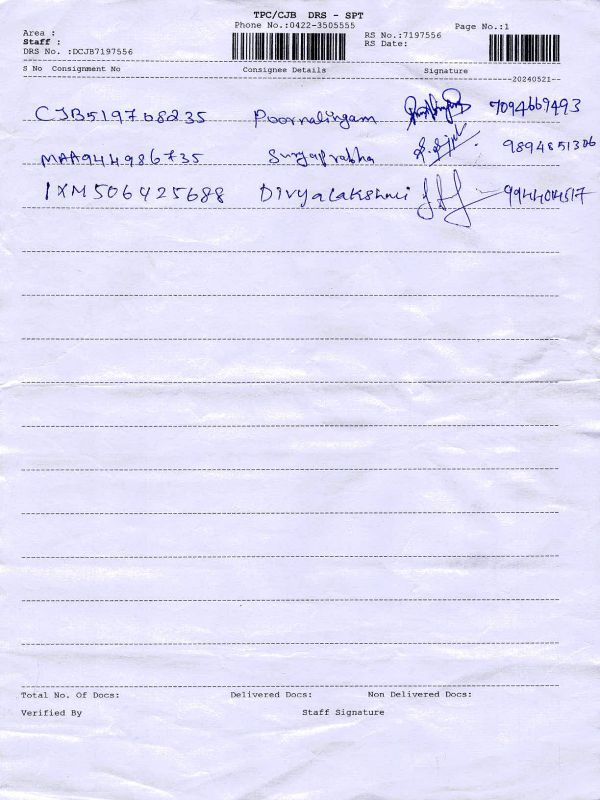 TPC/CJB DRS - SPT
Phone No.:0422-3505555 Page No.:1
Area : RS No.:7197556
Staff : RS Date:
DRS No. :DCJB7197556
S No Consignment No Consignee Details Signature
20240521
CJB519708235 Poornalingam 7094669493
MAA944986735 Suryaprabha 9894851306
IXM506425688 Divyalakshmi 994404517
Total No. Of Docs: Delivered Docs: Non Delivered Docs:
Verified By Staff Signature